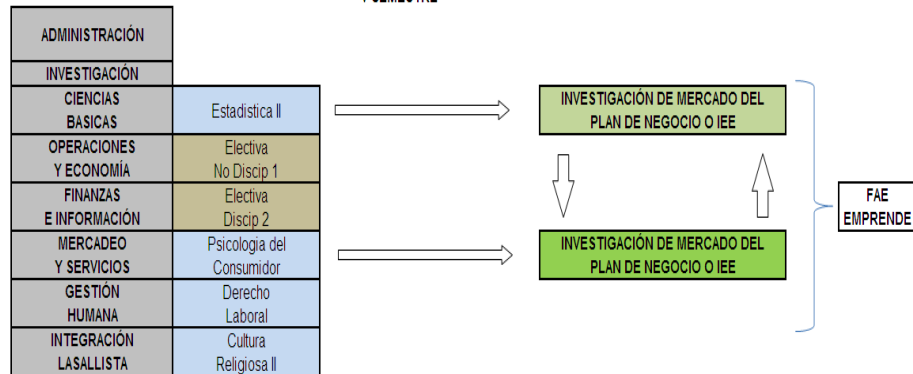 ADMINISTRACIÓN
INVESTIGACIÓN
CIENCIAS
BASICAS
Estadistica II
INVESTIGACIÓN DE MERCADO DEL
PLAN DE NEGOCIO O IEE
OPERACIONES
Y ECONOMÍA
Electiva
No Discip 1
FINANZAS
E INFORMACIÓN
Electiva
Discip 2
FAE
EMPRENDE
MERCADEO
Y SERVICIOS
Psicologia del
Consumidor
INVESTIGACIÓN DE MERCADO DEL
PLAN DE NEGOCIO O IEE
GESTIÓN
HUMANA
Derecho
Laboral
INTEGRACIÓN
LASALLISTA
Cultura
Religiosa II